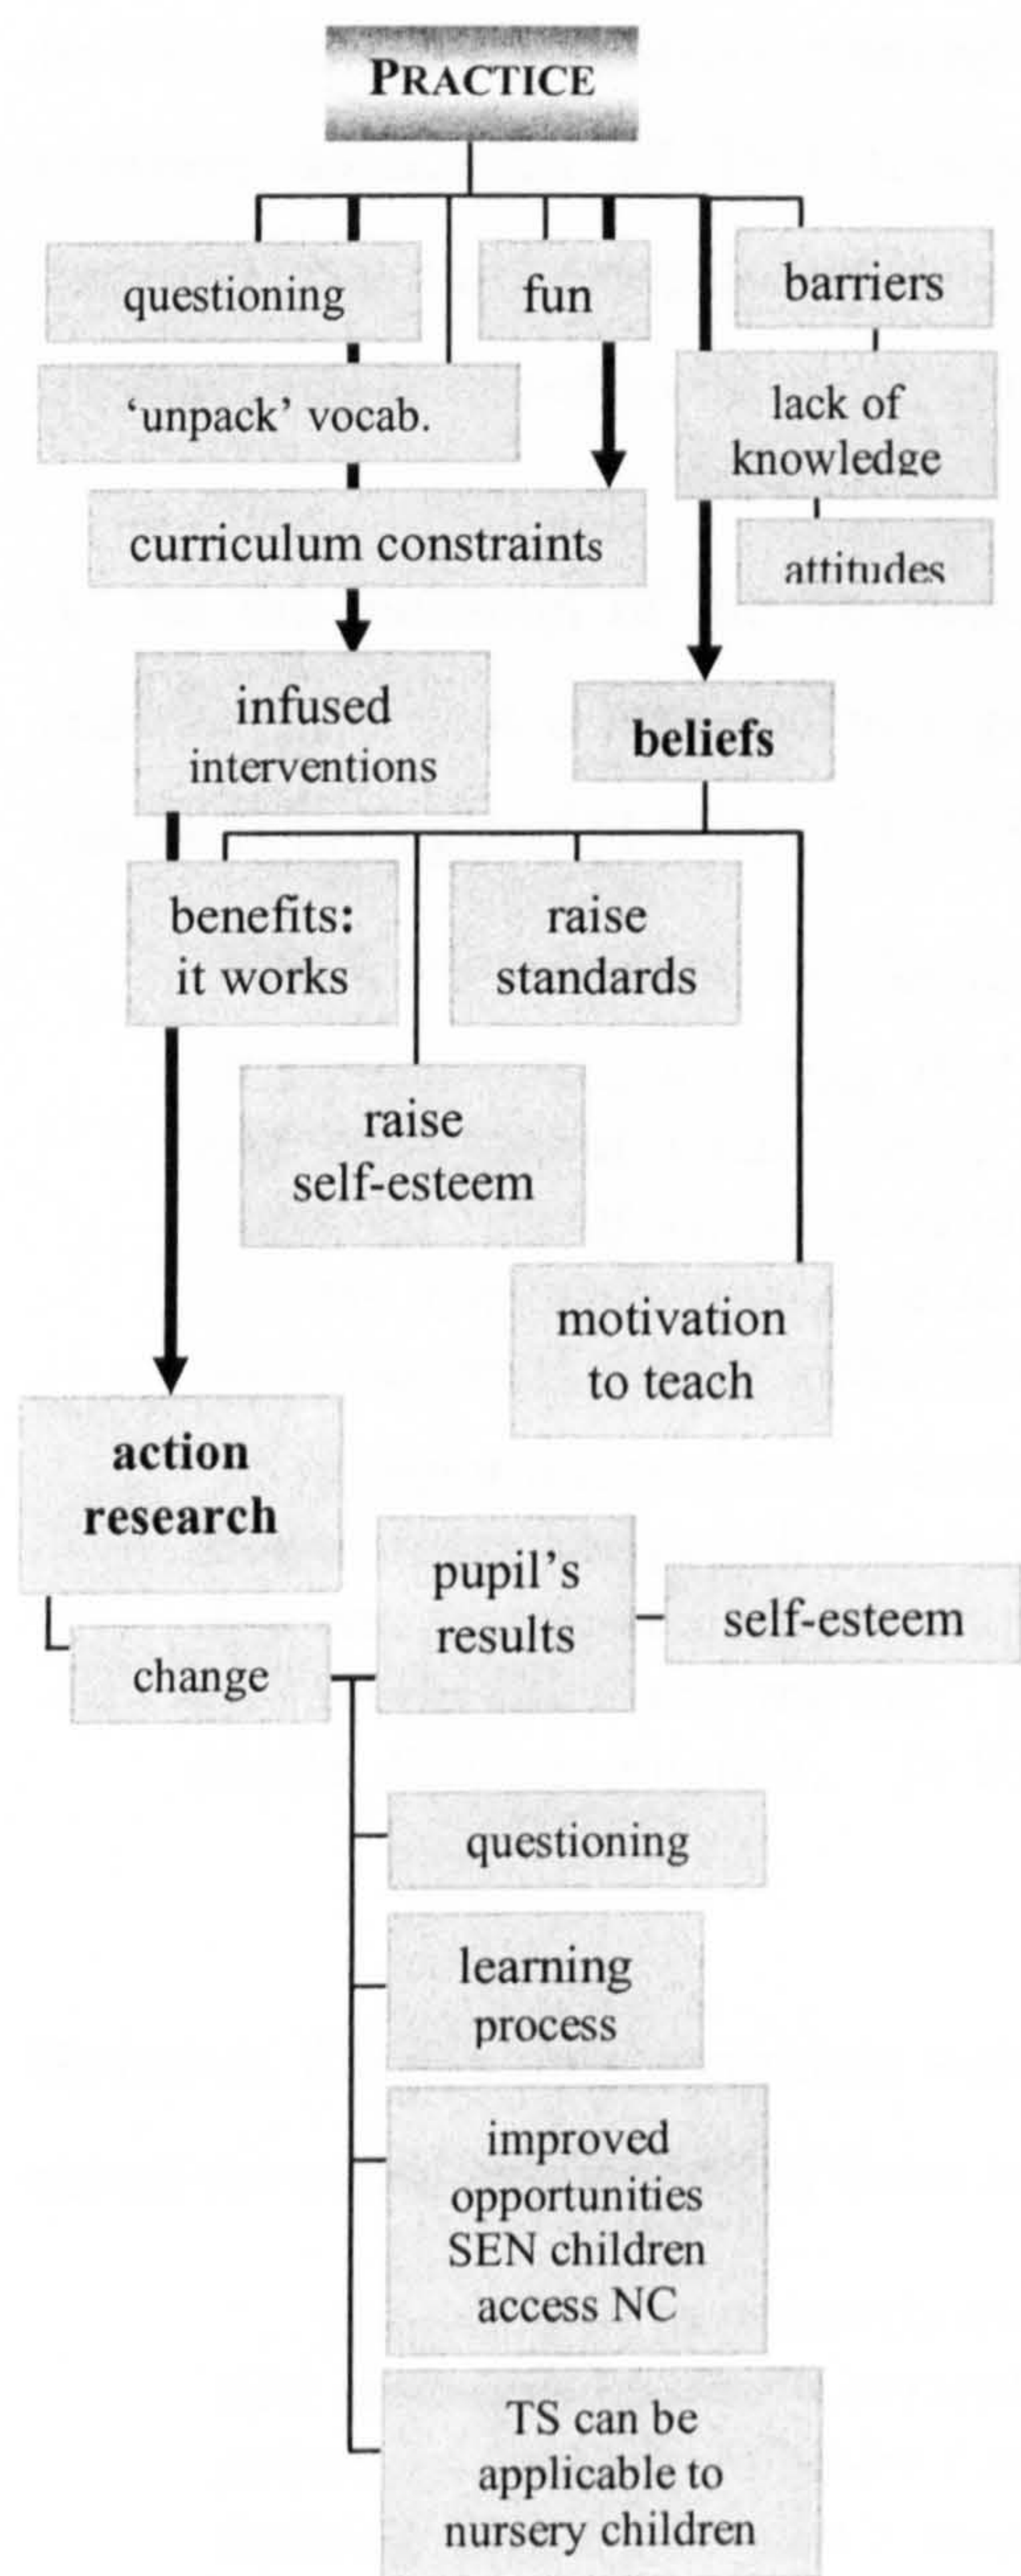 PRACTICE
questioning
fun
barriers
'unpack' vocab.
lack of
knowledge
curriculum constraints
attitudes
infused
interventions
beliefs
benefits:
it works
raise
standards
raise
self-esteem
motivation
to teach
action
research
pupil's
results
self-esteem
change
questioning
learning
process
improved
opportunities
SEN children
access NC
TS can be
applicable to
nursery children